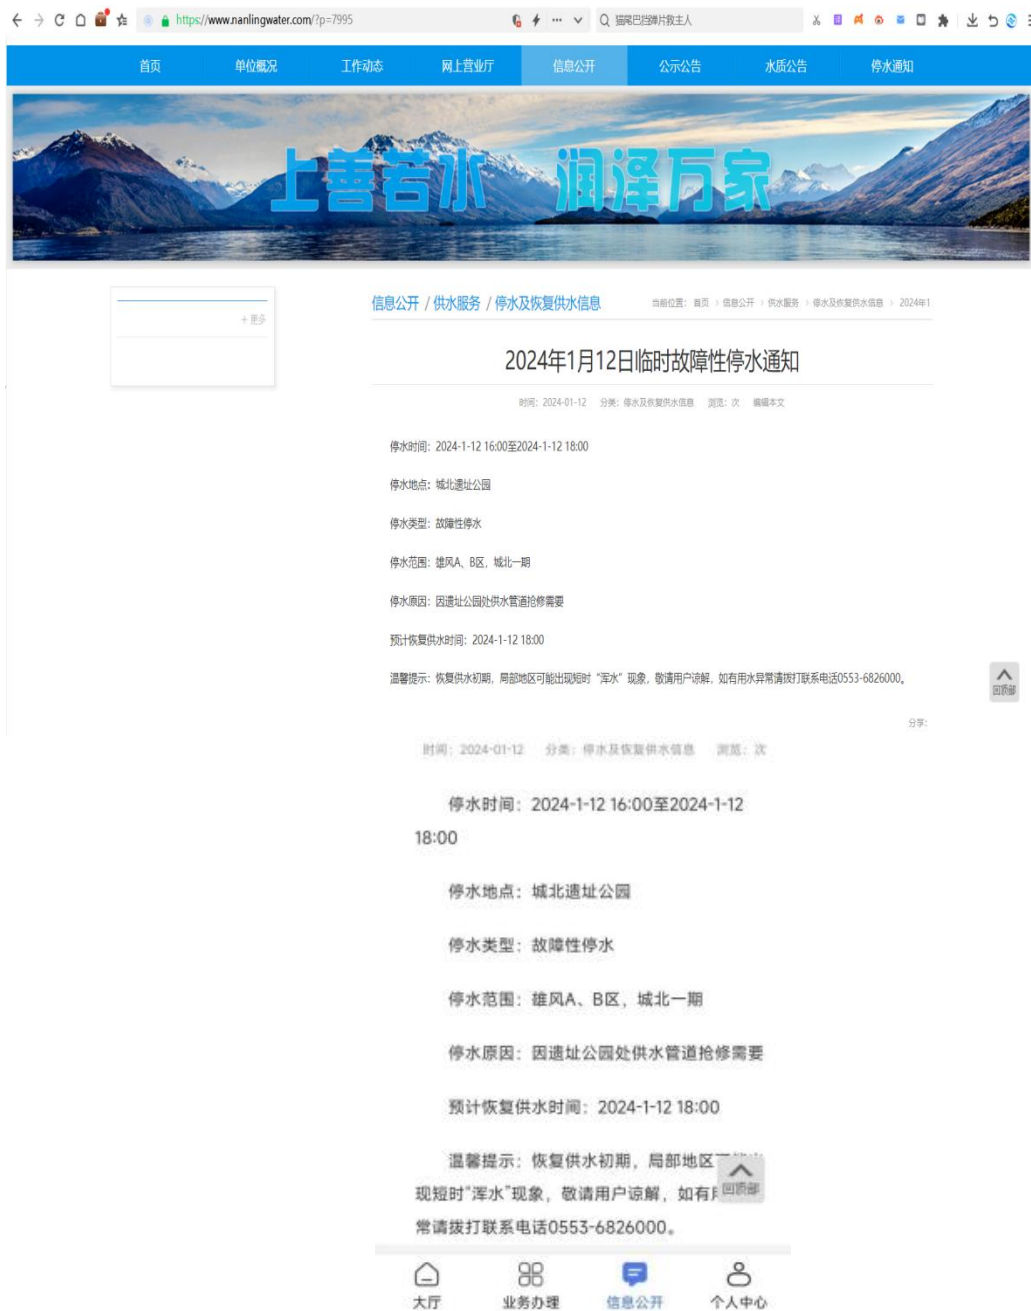 https://www.nanlingwater.com/?p=7995
猫尾巴挡弹片救主人
首页 单位概况 工作动态 网上营业厅 信息公开 公示公告 水质公告 停水通知
上善若水 润泽万家
+ 更多
信息公开 / 供水服务 / 停水及恢复供水信息
当前位置： 首页 > 信息公开 > 供水服务 > 停水及恢复供水信息 > 2024年1
2024年1月12日临时故障性停水通知
时间：2024-01-12 分类：停水及恢复供水信息 浏览：次 编辑本文
停水时间：2024-1-12 16:00至2024-1-12 18:00
停水地点：城北遗址公园
停水类型：故障性停水
停水范围：雄风A、B区，城北一期
停水原因：因遗址公园处供水管道抢修需要
预计恢复供水时间：2024-1-12 18:00
温馨提示：恢复供水初期，局部地区可能出现短时“浑水”现象，敬请用户谅解，如有用水异常请拨打联系电话0553-6826000。
回顶部
分享：
时间：2024-01-12 分类：停水及恢复供水信息 浏览：次
停水时间：2024-1-12 16:00至2024-1-12
18:00
停水地点：城北遗址公园
停水类型：故障性停水
停水范围：雄风A、B区，城北一期
停水原因：因遗址公园处供水管道抢修需要
预计恢复供水时间：2024-1-12 18:00
温馨提示：恢复供水初期，局部地区
现短时“浑水”现象，敬请用户谅解，如有
回顶部
常请拨打联系电话0553-6826000。
大厅 业务办理 信息公开 个人中心